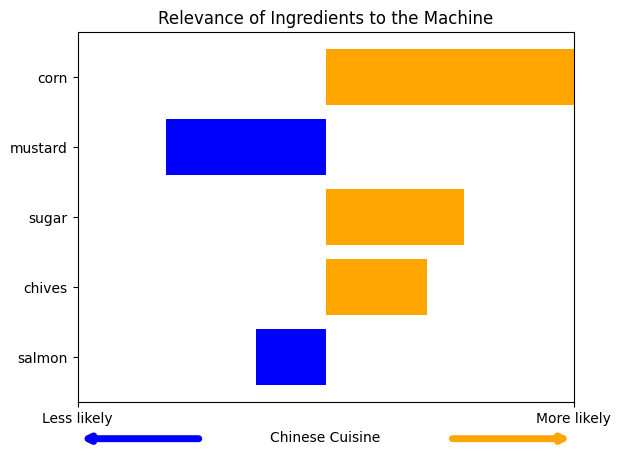 Relevance of Ingredients to the Machine
corn
mustard
sugar
chives
salmon
Less likely
More likely
Chinese Cuisine